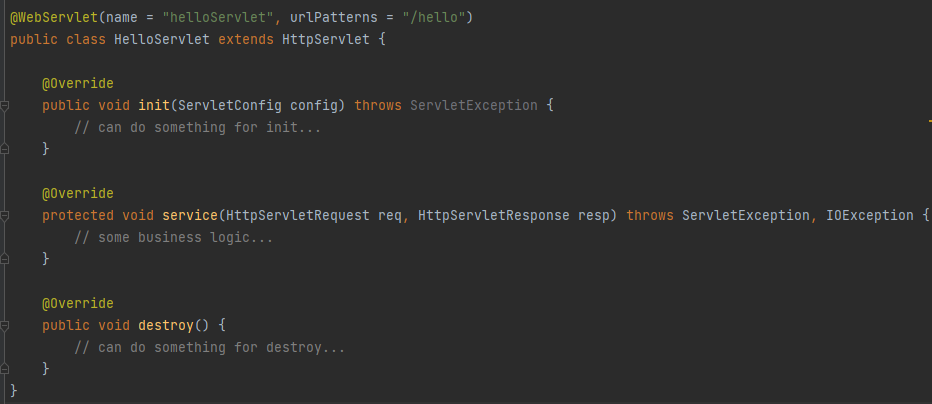 @WebServlet(name = "helloServlet", urlPatterns = "/hello")
public class HelloServlet extends HttpServlet {
@Override
public void init(ServletConfig config) throws ServletException {
// can do something for init...
}
@Override
protected void service(HttpServletRequest req, HttpServletResponse resp) throws ServletException, IOException {
// some business logic...
}
@Override
public void destroy() {
// can do something for destroy...
}
}